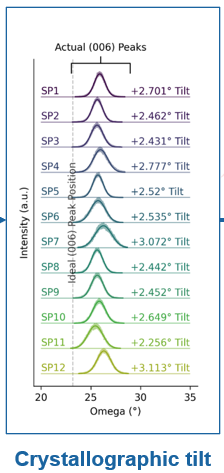 Actual (006) Peaks
SP1 +2.701° Tilt
SP2 +2.462° Tilt
SP3 +2.431° Tilt
SP4 +2.777° Tilt
SP5 +2.52° Tilt
SP6 +2.535° Tilt
SP7 +3.072° Tilt
SP8 +2.442° Tilt
SP9 +2.452° Tilt
SP10 +2.649° Tilt
SP11 +2.256° Tilt
SP12 +3.113° Tilt
Ideal (006) Peak Position
Intensity (a.u.)
20 25 30 35
Omega (°)
Crystallographic tilt